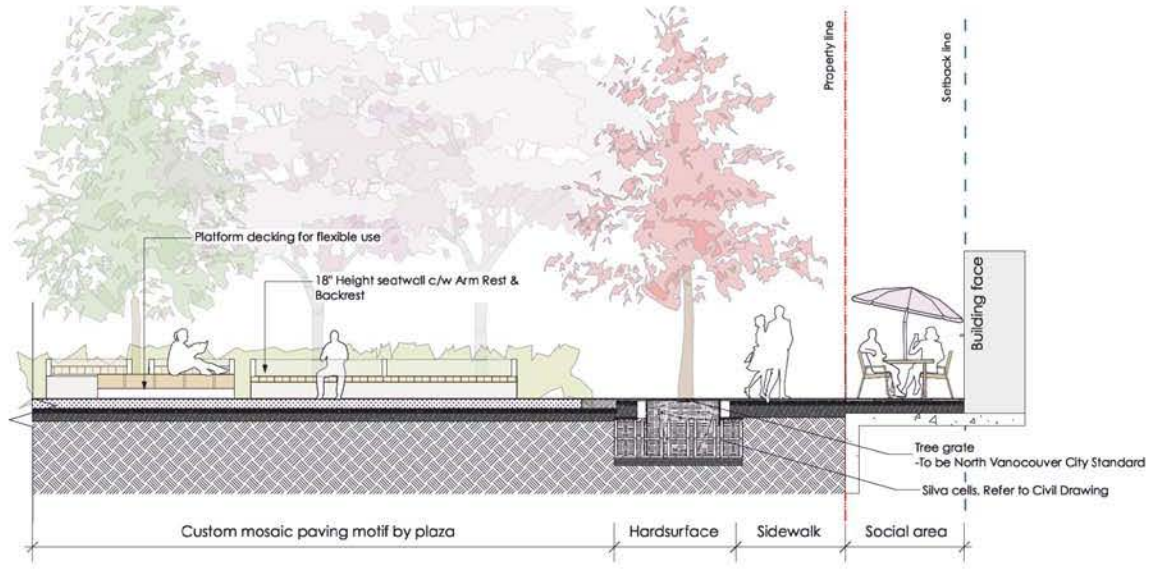 Property line
Setback line
Platform decking for flexible use
18" Height seatwall c/w Arm Rest &
Backrest
Building face
Tree grate
-To be North Vanocouver City Standard
Silva cells. Refer to Civil Drawing
Custom mosaic paving motif by plaza
Hardsurface
Sidewalk
Social area